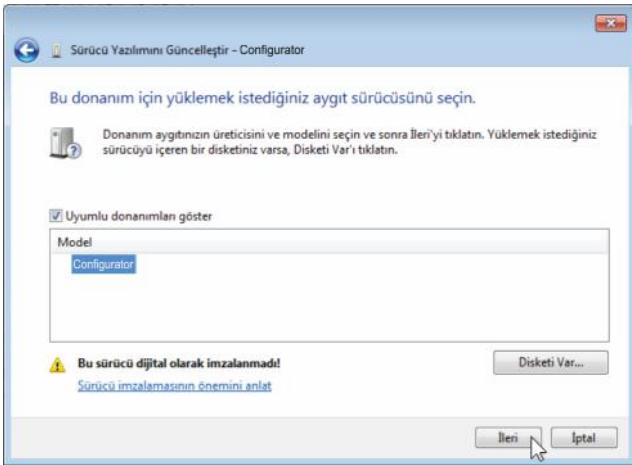 Sürücü Yazılımını Güncelleştir - Configurator
Bu donanım için yüklemek istediğiniz aygıt sürücüsünü seçin.
Donanım aygıtınızın üreticisini ve modelini seçin ve sonra İleri'yi tıklatın. Yüklemek istediğiniz
sürücüyü içeren bir disketiniz varsa, Disketi Var'ı tıklatın.
Uyumlu donanımları göster
Model
Configurator
Bu sürücü dijital olarak imzalanmadı!
Disketi Var...
Sürücü imzalamasının önemini anlat
İleri
İptal